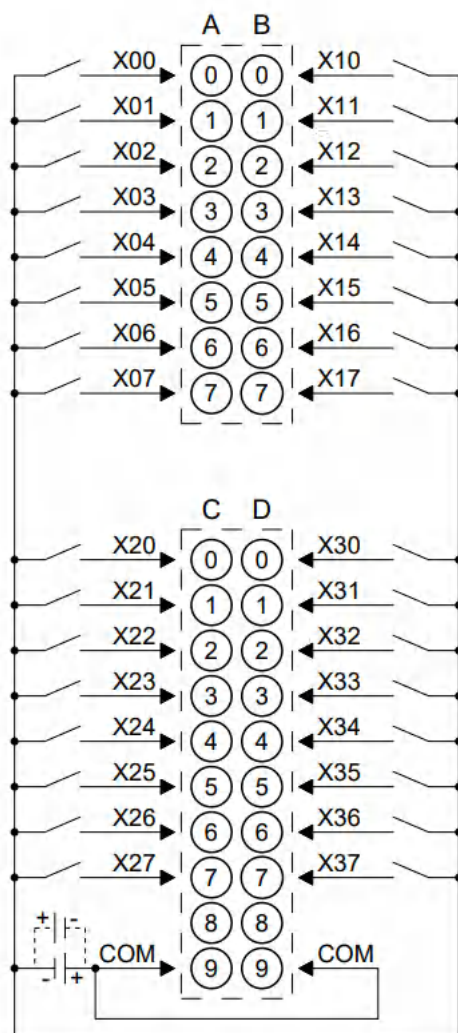 A B
X00 0 0 X10
X01 1 1 X11
X02 2 2 X12
X03 3 3 X13
X04 4 4 X14
X05 5 5 X15
X06 6 6 X16
X07 7 7 X17
C D
X20 0 0 X30
X21 1 1 X31
X22 2 2 X32
X23 3 3 X33
X24 4 4 X34
X25 5 5 X35
X26 6 6 X36
X27 7 7 X37
+ - 8 8
COM 9 9 COM
- +